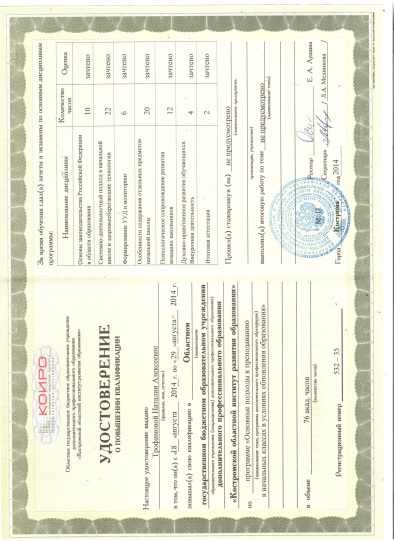 КОИРО
Областное государственное бюджетное образовательное учреждение
дополнительного профессионального образования
«Костромской областной институт развития образования»
УДОСТОВЕРЕНИЕ
О ПОВЫШЕНИИ КВАЛИФИКАЦИИ
Настоящее удостоверение выдано
Трофимовой Наталии Алексеевне
(фамилия, имя, отчество)
в том, что он(а) с «18 «августа 2014 г. по «29 «августа» 2014 г.
повышал(а) свою квалификацию в Областном
(наименование
государственном бюджетном образовательном учреждении
образовательного учреждения (подразделения) дополнительного профессионального образования)
дополнительного профессионального образования
«Костромской областной институт развития образования»
по программе «Основные подходы к преподаванию
(наименование темы, программы дополнительного профессионального образования)
в начальных классах в условиях обновления образования»
в объеме: 76 акад. часов
(количество часов)
Регистрационный номер 532 – 35
За время обучения сдал(а) зачеты и экзамены по основным дисциплинам
программы:
Наименование дисциплины Количество часов Оценка
Основы законодательства Российской Федерации
в области образования 10 зачтено
Системно-деятельностный подход в начальной
школе и здоровьесберегающие технологии 22 зачтено
Формирование УУД и мониторинг 6 зачтено
Особенности содержания отдельных предметов
начальной школы 20 зачтено
Психологическое сопровождение развития
младших школьников 12 зачтено
Духовно-нравственное развитие обучающихся.
Внеурочная деятельность 4 зачтено
Итоговая аттестация 2 зачтено
Прошел(а) стажировку в (на) не предусмотрено
(наименование предприятия,
организации, учреждения)
выполнил(а) итоговую работу по теме не предусмотрено
(наименование темы)
Ректор Е. А. Лушина
Секретарь Л.А. Медникова
Город Кострома год 2014